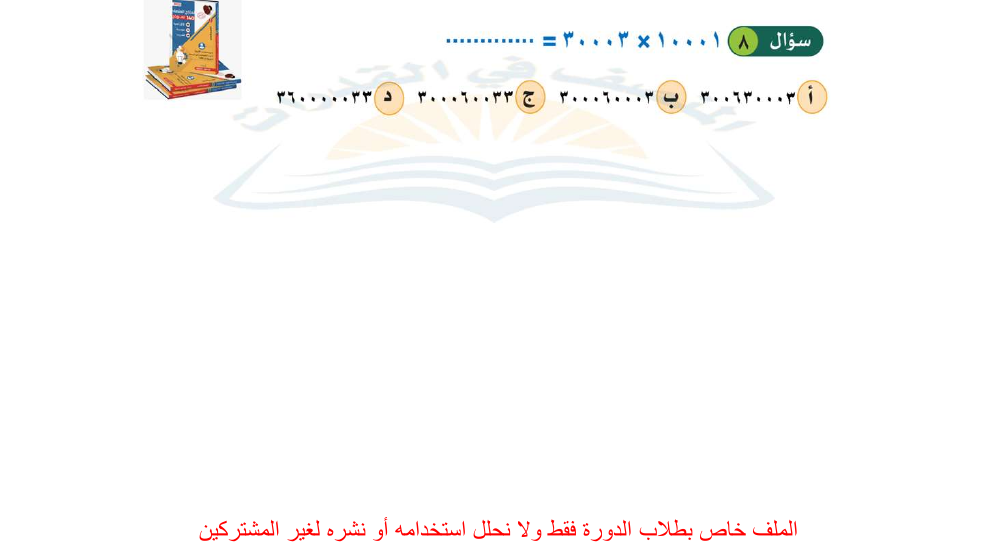 سؤال ٨ ١٠٠٠١ × ٣٠٠٠٣ = ..............
أ ٣٠٠٦٣٠٠٠٣ ب ٣٠٠٠٦٠٠٠٣ ج ٣٠٠٠٦٠٠٣٣ د ٣٦٠٠٠٠٠٣٣
الملف خاص بطلاب الدورة فقط ولا نحلل استخدامه أو نشره لغير المشتركين